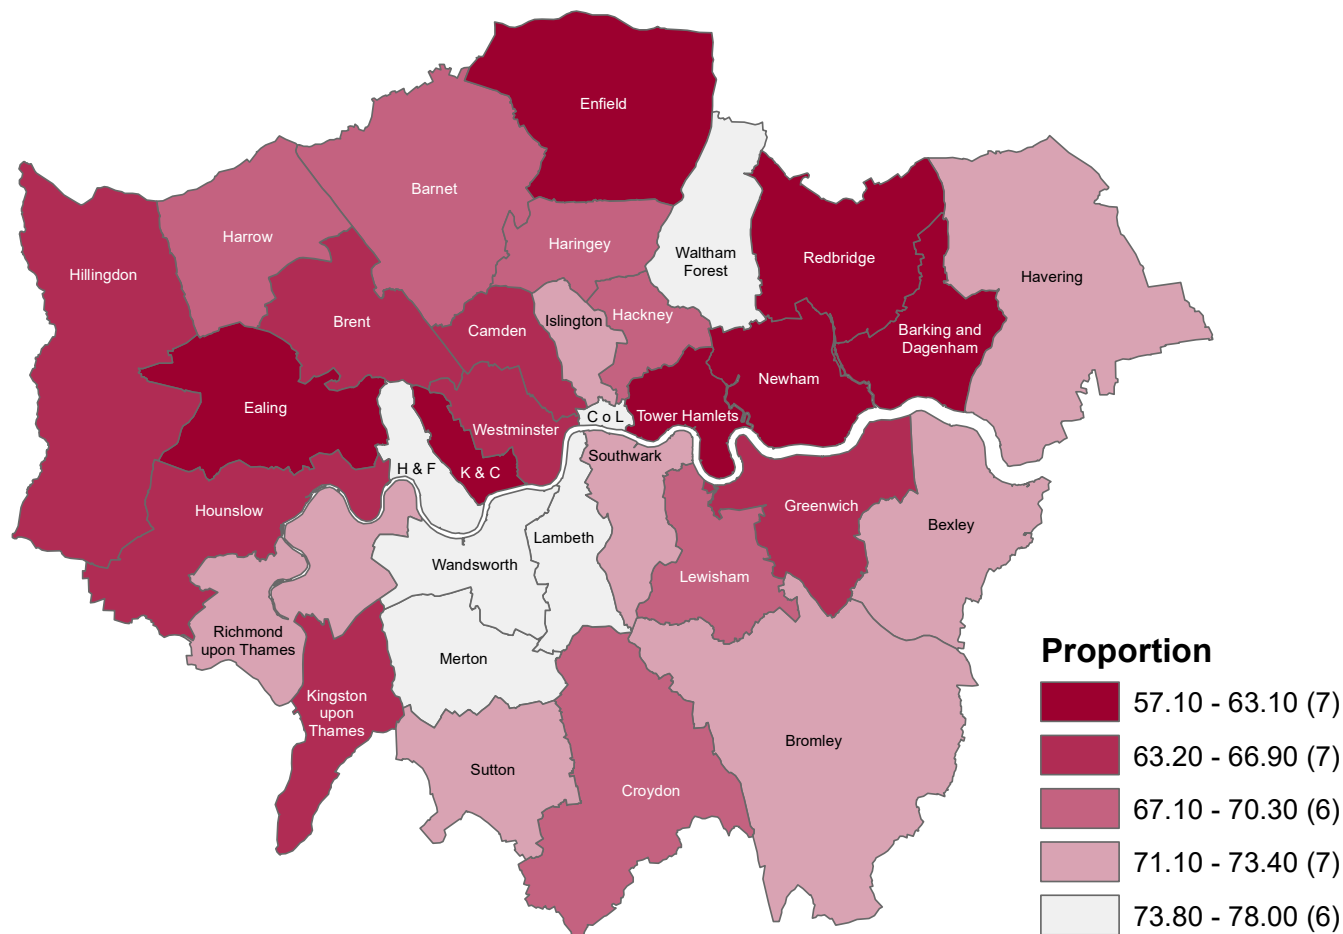 Enfield
Barnet
Harrow
Haringey
Waltham
Forest
Redbridge
Hillingdon
Havering
Brent
Camden
Islington
Hackney
Barking and
Dagenham
Newham
Ealing
Westminster
C o L
Tower Hamlets
H & F
K & C
Southwark
Hounslow
Greenwich
Bexley
Lambeth
Wandsworth
Lewisham
Richmond
upon Thames
Merton
Kingston
upon
Thames
Sutton
Croydon
Bromley
Proportion
57.10 - 63.10 (7)
63.20 - 66.90 (7)
67.10 - 70.30 (6)
71.10 - 73.40 (7)
73.80 - 78.00 (6)